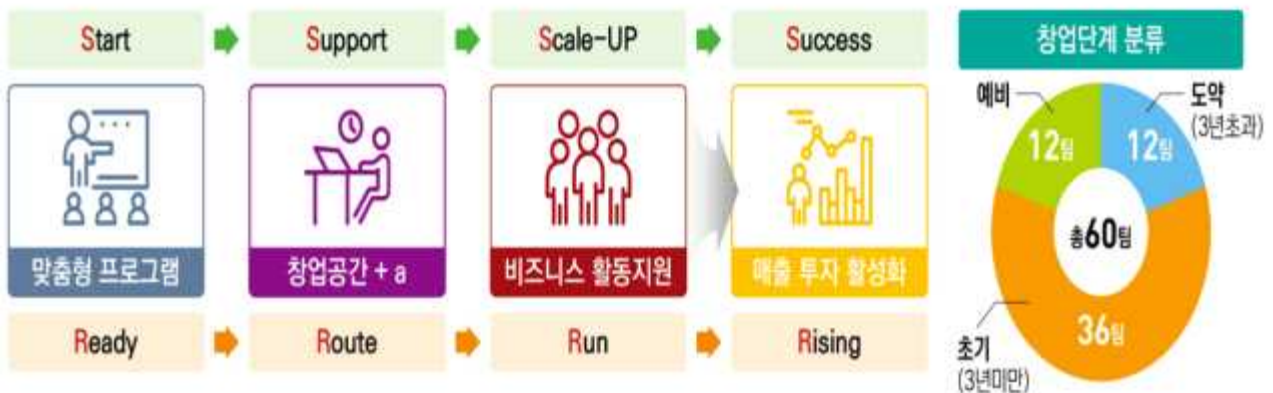 Start
Support
Scale-UP
Success
맞춤형 프로그램
창업공간 + a
비즈니스 활동지원
매출 투자 활성화
Ready
Route
Run
Rising
창업단계 분류
예비
12팀
도약
(3년초과)
12팀
총60팀
초기
(3년미만)
36팀